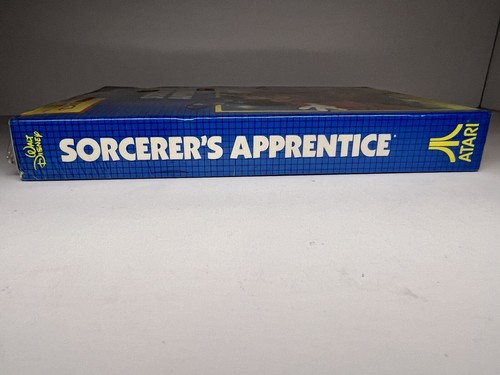 WALT
DISNEY
SORCERER'S APPRENTICE
ATARI